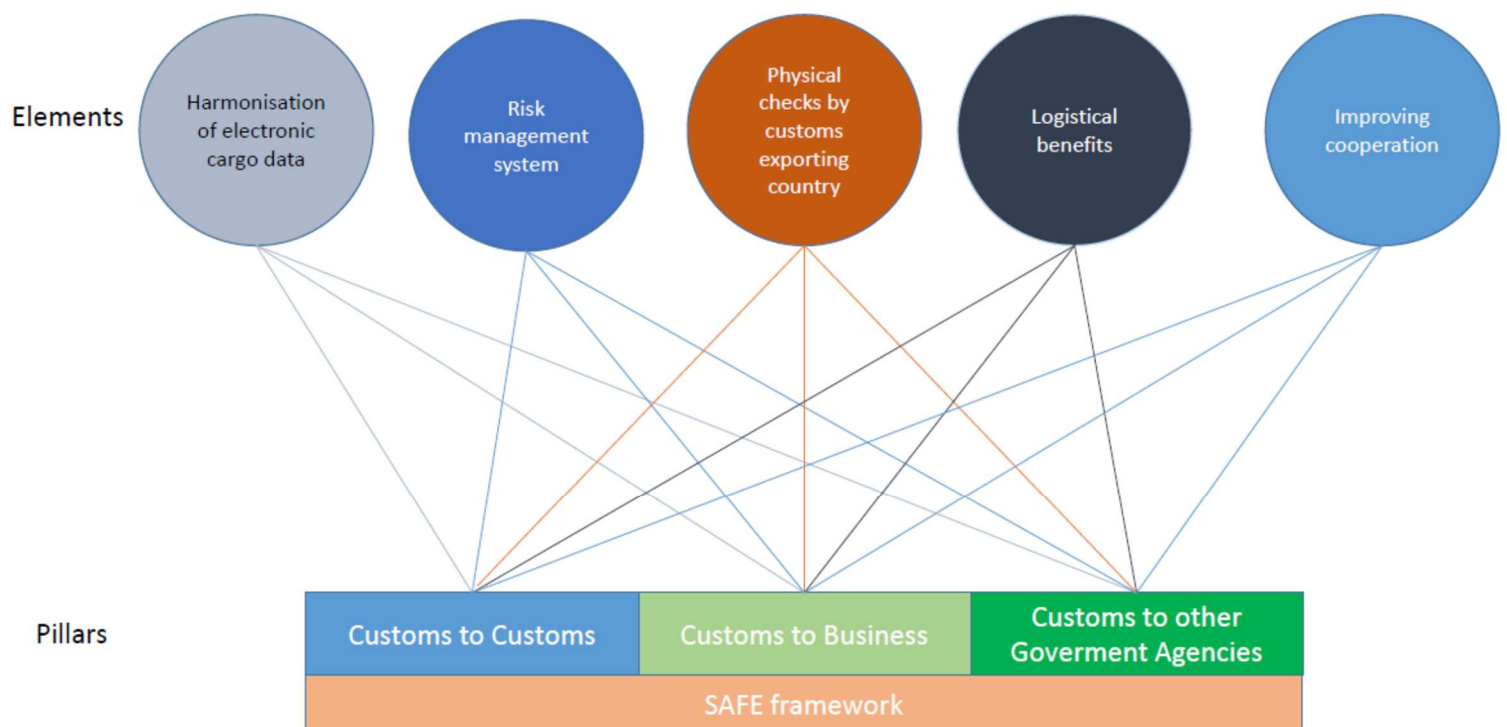 Elements
Harmonisation
of electronic
cargo data
Risk
management
system
Physical
checks by
customs
exporting
country
Logistical
benefits
Improving
cooperation
Pillars
Customs to Customs
Customs to Business
Customs to other
Goverment Agencies
SAFE framework